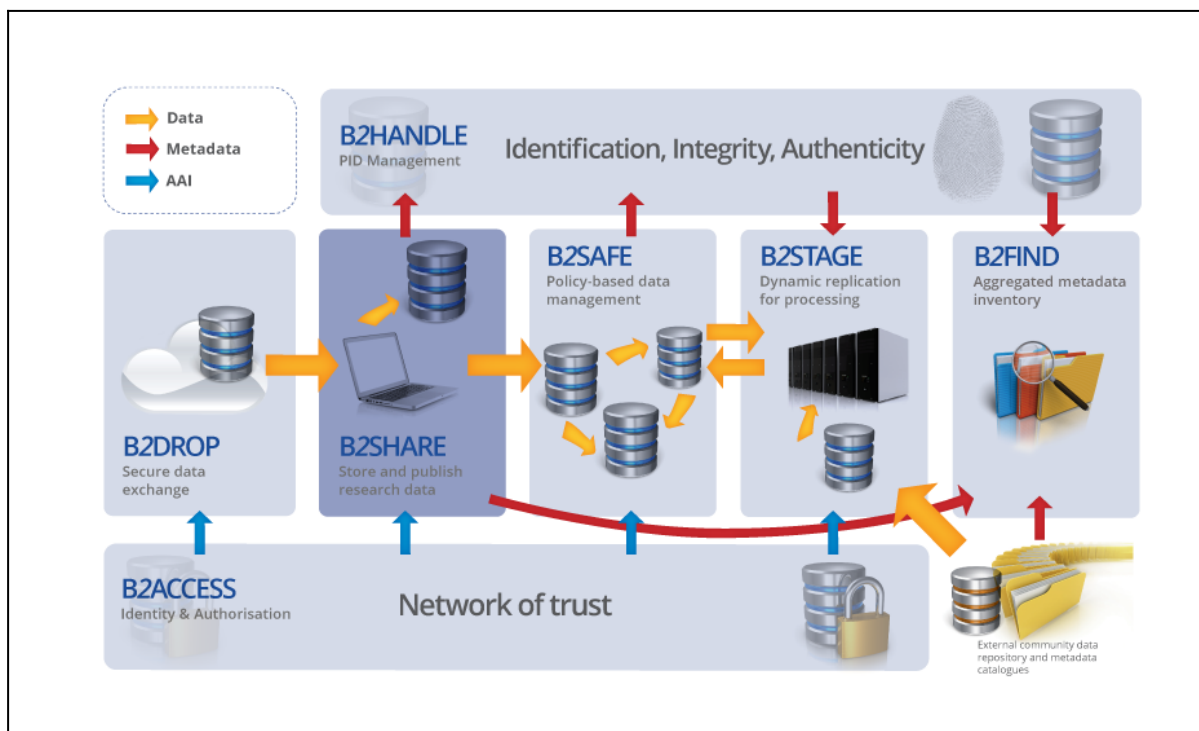 Data
Metadata
AAI
B2HANDLE
PID Management
Identification, Integrity, Authenticity
B2DROP
Secure data
exchange
B2SHARE
Store and publish
research data
B2SAFE
Policy-based data
management
B2STAGE
Dynamic replication
for processing
B2FIND
Aggregated metadata
inventory
B2ACCESS
Identity & Authorisation
Network of trust
External community data
repository and metadata
catalogues